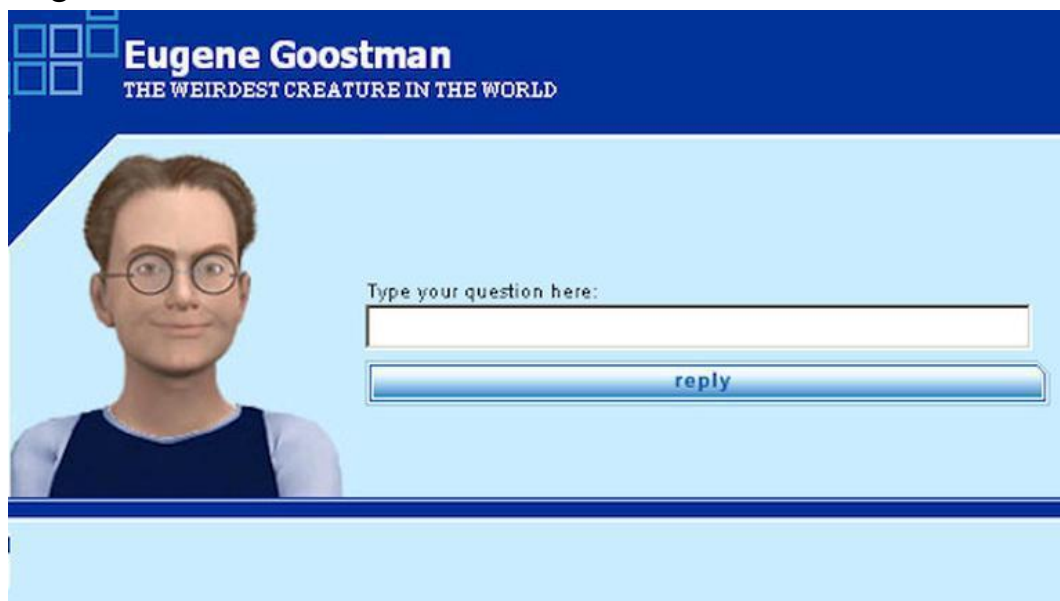 Eugene Goostman
THE WEIRDEST CREATURE IN THE WORLD
Type your question here:
reply